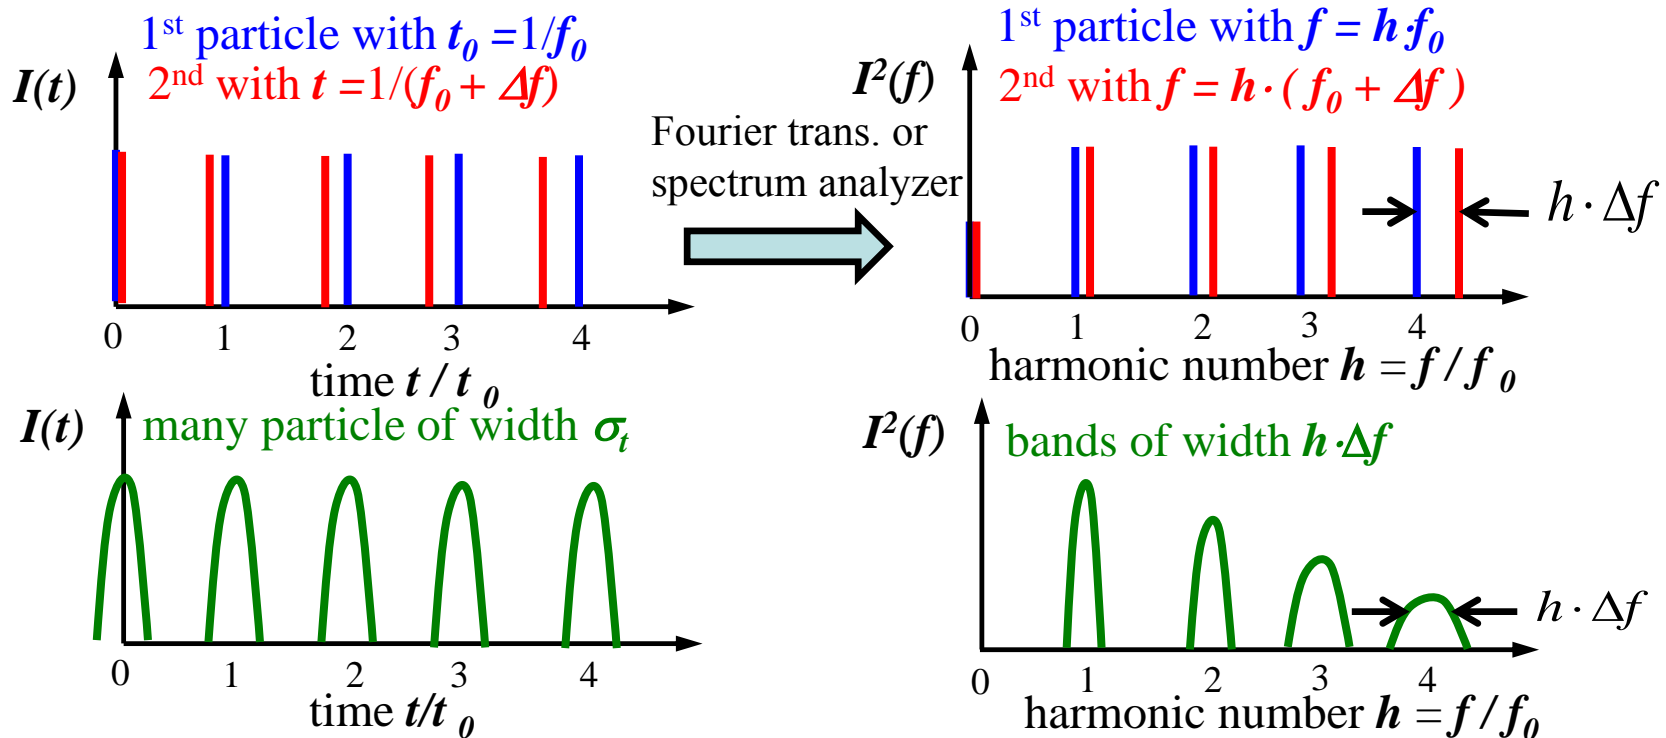 1st particle with t0 =1/f0
I(t)
2nd with t =1/(f0 + Δf)
0 1 2 3 4
time t / t0
Fourier trans. or
spectrum analyzer
1st particle with f = h·f0
I2(f)
2nd with f = h· ( f0 + Δf )
h · Δf
0 1 2 3 4
harmonic number h = f / f0
I(t)
many particle of width σt
0 1 2 3 4
time t/t0
I2(f)
bands of width h·Δf
h · Δf
0 1 2 3 4
harmonic number h = f / f0